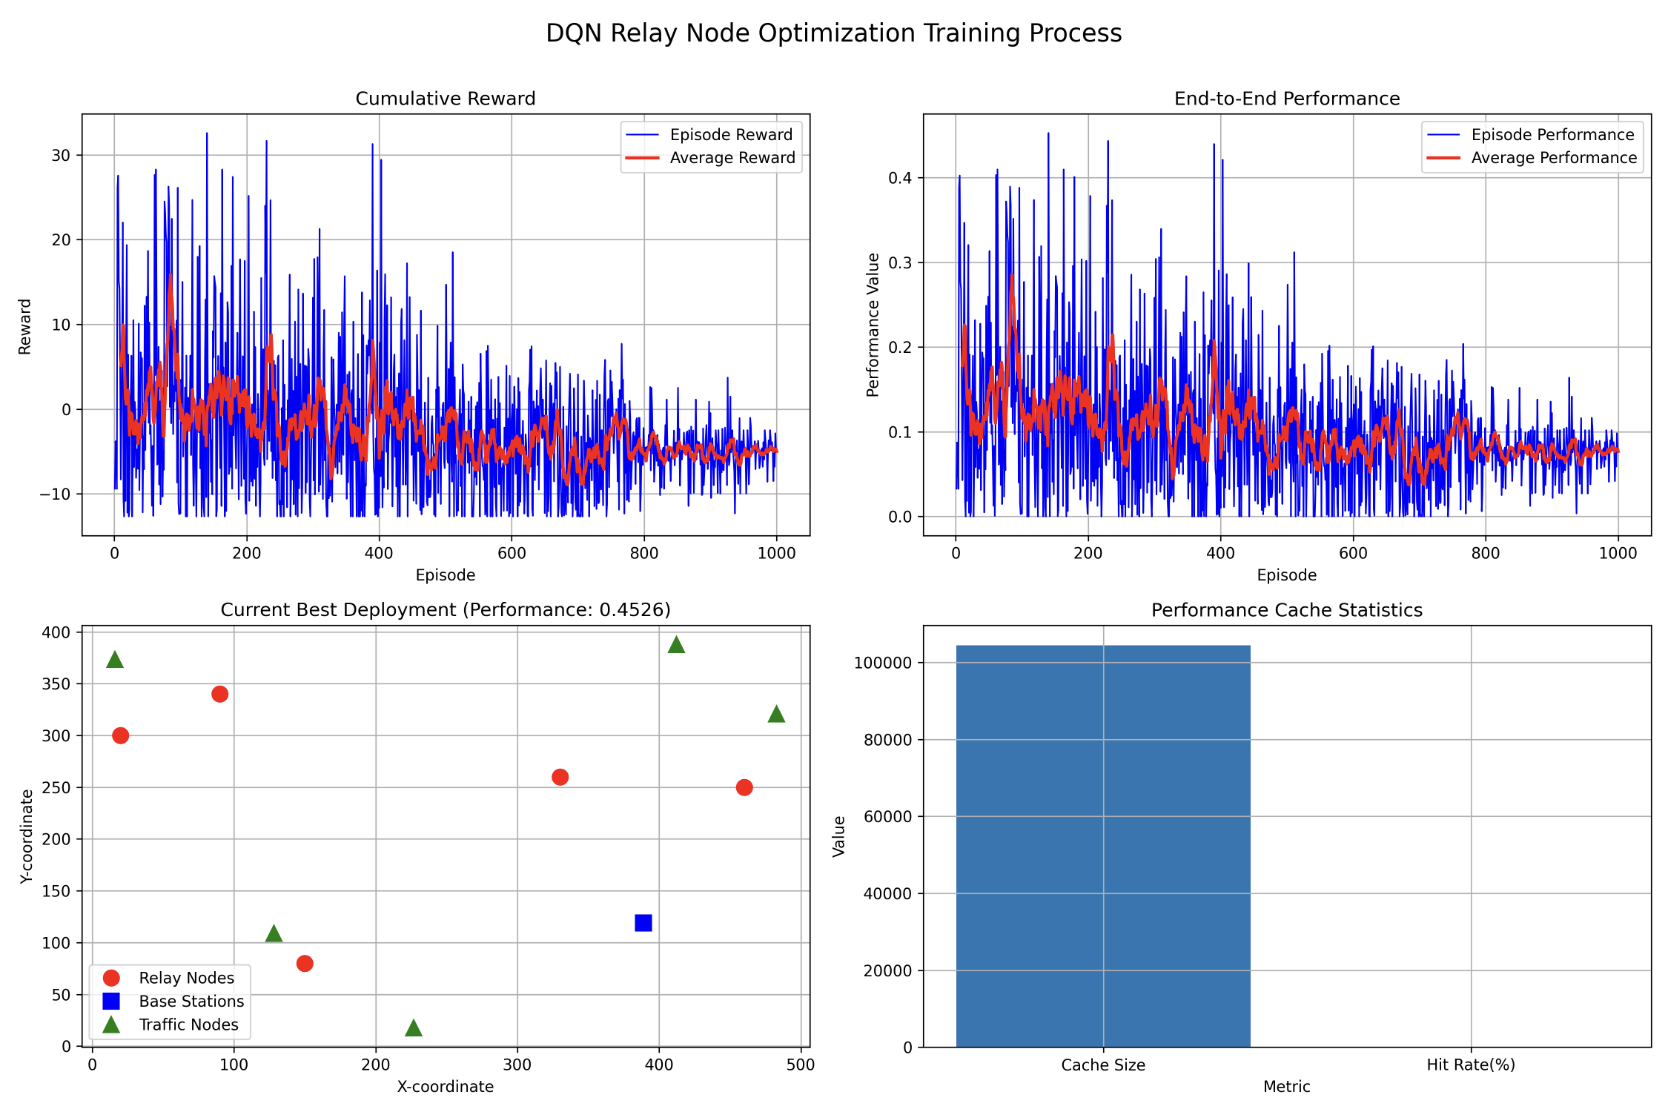 DQN Relay Node Optimization Training Process
Cumulative Reward
Reward
30
20
10
0
−10
Episode Reward
Average Reward
0 200 400 600 800 1000
Episode
End-to-End Performance
Performance Value
0.4
0.3
0.2
0.1
0.0
Episode Performance
Average Performance
0 200 400 600 800 1000
Episode
Current Best Deployment (Performance: 0.4526)
Y-coordinate
400
350
300
250
200
150
100
50
0
Relay Nodes
Base Stations
Traffic Nodes
0 100 200 300 400 500
X-coordinate
Performance Cache Statistics
Value
100000
80000
60000
40000
20000
0
Cache Size Hit Rate(%)
Metric